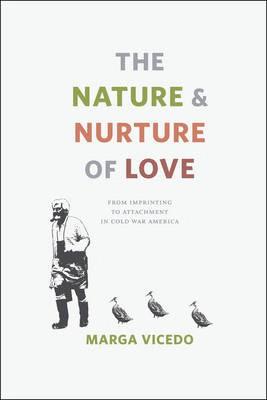 THE
NATURE &
NURTURE
OF LOVE
FROM IMPRINTING
TO ATTACHMENT
IN COLD WAR AMERICA
MARGA VICEDO